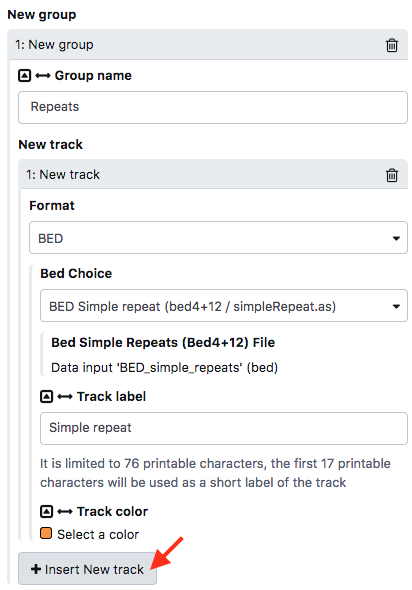 New group
1: New group
Group name
Repeats
New track
1: New track
Format
BED
Bed Choice
BED Simple repeat (bed4+12 / simpleRepeat.as)
Bed Simple Repeats (Bed4+12) File
Data input 'BED_simple_repeats' (bed)
Track label
Simple repeat
It is limited to 76 printable characters, the first 17 printable
characters will be used as a short label of the track
Track color
Select a color
+ Insert New track